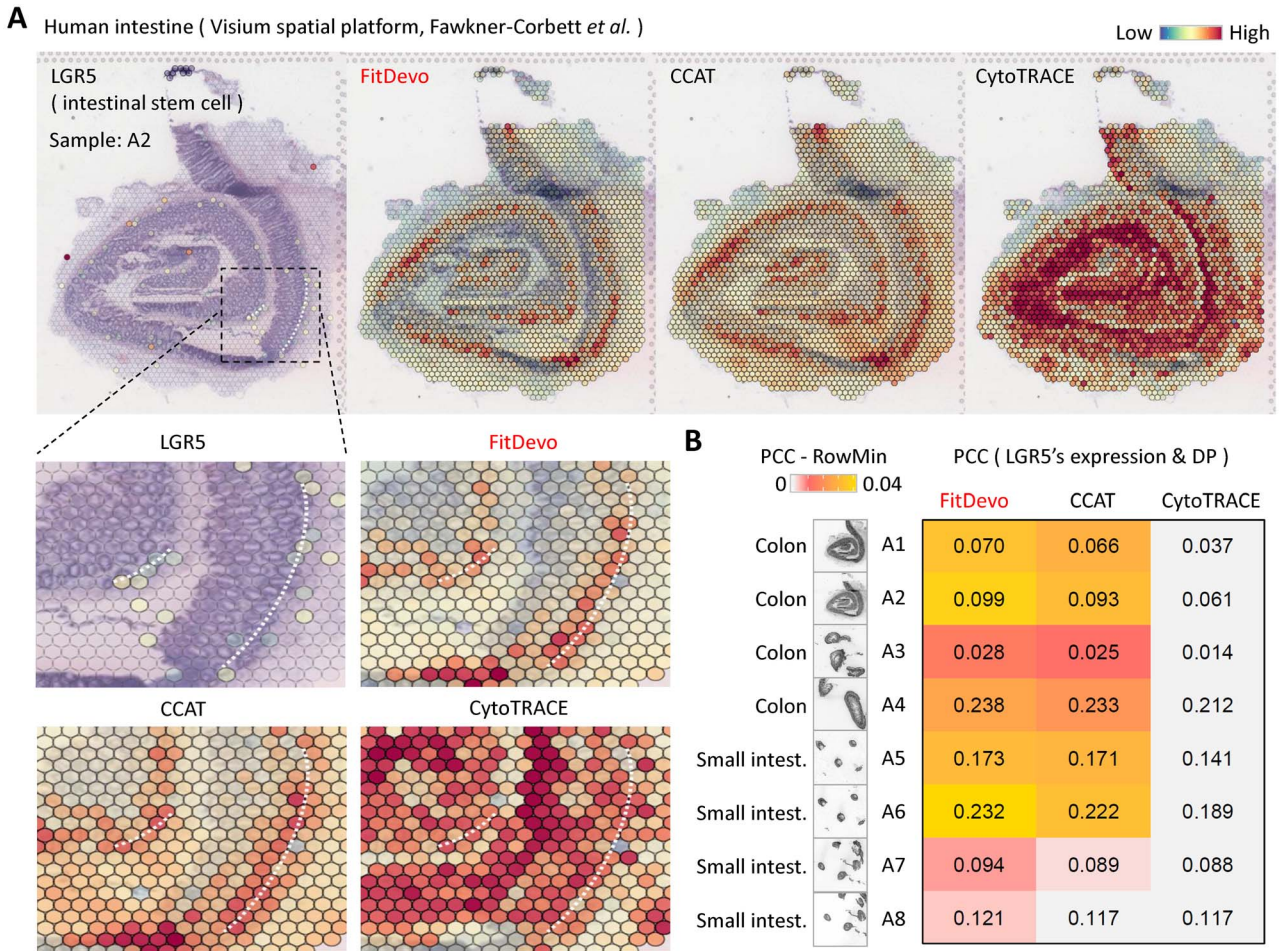 A
Human intestine ( Visium spatial platform, Fawkner-Corbett et al. )
Low High
LGR5
( intestinal stem cell )
Sample: A2
FitDevo
CCAT
CytoTRACE
LGR5
FitDevo
CCAT
CytoTRACE
B
PCC - RowMin
0 0.04
PCC ( LGR5's expression & DP )
FitDevo CCAT CytoTRACE
Colon A1 0.070 0.066 0.037
Colon A2 0.099 0.093 0.061
Colon A3 0.028 0.025 0.014
Colon A4 0.238 0.233 0.212
Small intest. A5 0.173 0.171 0.141
Small intest. A6 0.232 0.222 0.189
Small intest. A7 0.094 0.089 0.088
Small intest. A8 0.121 0.117 0.117